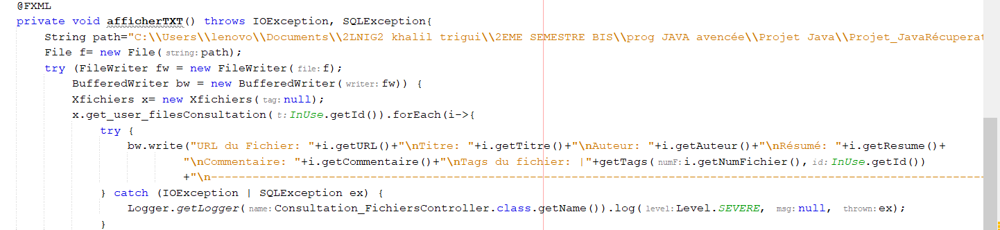 @FXML
private void afficherTXT() throws IOException, SQLException{
String path="C:\\Users\\lenovo\\Documents\\2LNIG2 khalil trigui\\2EME SEMESTRE BIS\\prog JAVA avencée\\Projet Java\\Projet_JavaRécuperat
File f= new File(string:path);
try (FileWriter fw = new FileWriter(file:f);
BufferedWriter bw = new BufferedWriter(writer:fw)) {
Xfichiers x= new Xfichiers(tag:null);
x.get_user_filesConsultation(t:InUse.getId()).forEach(i->{
try {
bw.write("URL du Fichier: "+i.getURL()+"\nTitre: "+i.getTitre()+"\nAuteur: "+i.getAuteur()+"\nRésumé: "+i.getResume()+
"\nCommentaire: "+i.getCommentaire()+"\nTags du fichier: |"+getTags(numF:i.getNumFichier(),id:InUse.getId())
+"\n----------------------------------------------------------------------------------------------------------------
} catch (IOException | SQLException ex) {
Logger.getLogger(name:Consultation_FichiersController.class.getName()).log(level:Level.SEVERE, msg:null, thrown:ex);
}